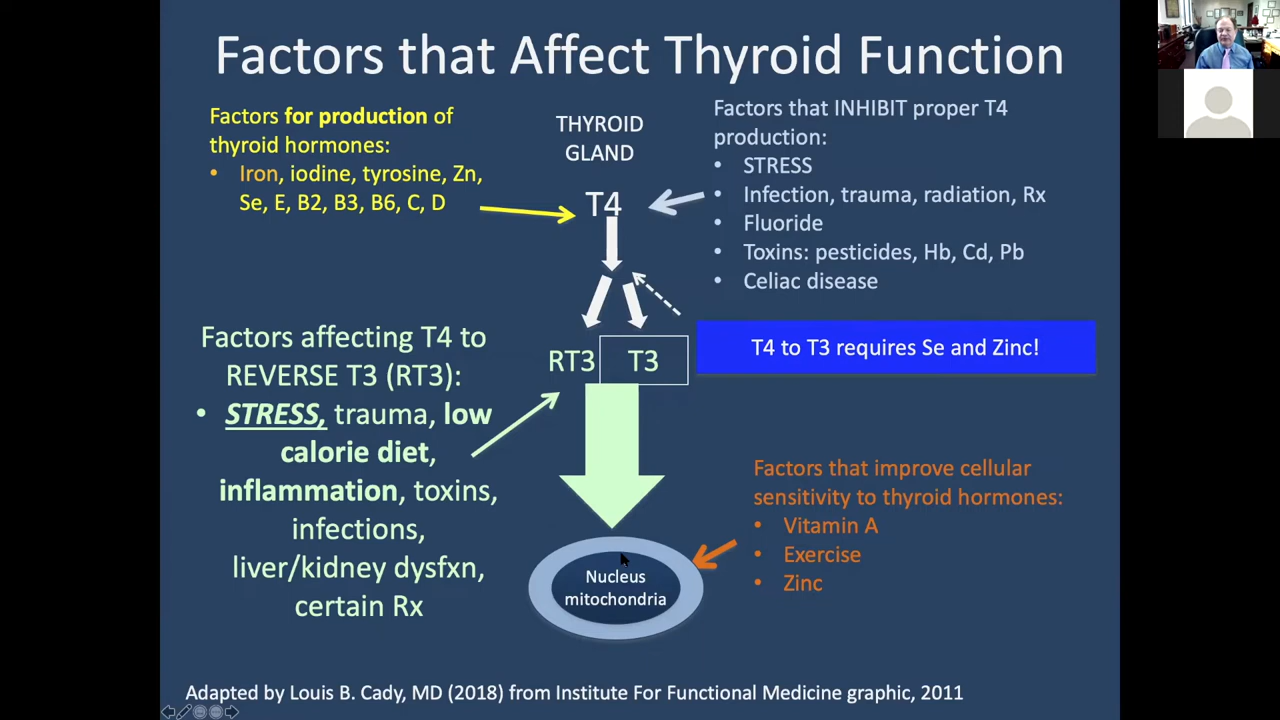 Factors that Affect Thyroid Function
Factors for production of
thyroid hormones:
• Iron, iodine, tyrosine, Zn,
Se, E, B2, B3, B6, C, D
THYROID
GLAND
T4
Factors that INHIBIT proper T4
production:
• STRESS
• Infection, trauma, radiation, Rx
• Fluoride
• Toxins: pesticides, Hb, Cd, Pb
• Celiac disease
Factors affecting T4 to
REVERSE T3 (RT3):
• STRESS, trauma, low
calorie diet,
inflammation, toxins,
infections,
liver/kidney dysfxn,
certain Rx
RT3
T3
T4 to T3 requires Se and Zinc!
Factors that improve cellular
sensitivity to thyroid hormones:
• Vitamin A
• Exercise
• Zinc
Nucleus
mitochondria
Adapted by Louis B. Cady, MD (2018) from Institute For Functional Medicine graphic, 2011